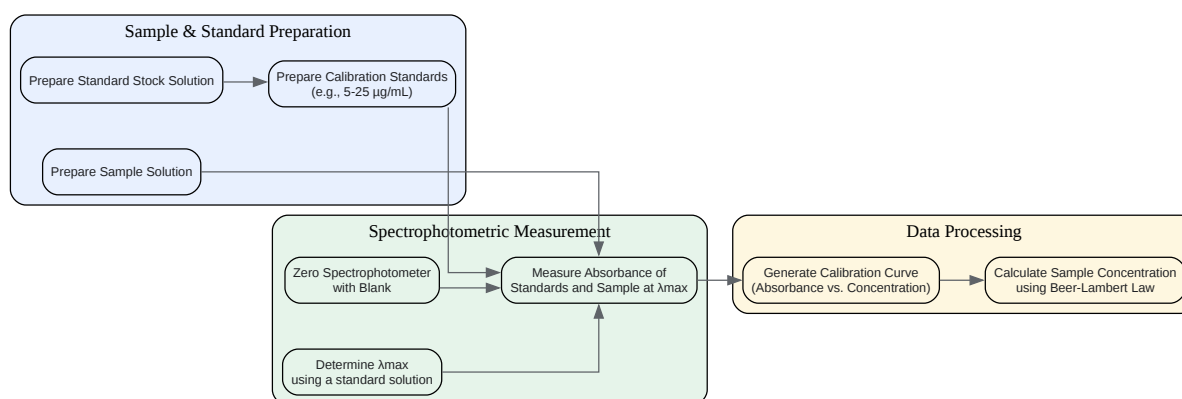 Sample & Standard Preparation
Prepare Standard Stock Solution
Prepare Calibration Standards
(e.g., 5-25 µg/mL)
Prepare Sample Solution
Spectrophotometric Measurement
Zero Spectrophotometer
with Blank
Measure Absorbance of
Standards and Sample at λmax
Determine λmax
using a standard solution
Data Processing
Generate Calibration Curve
(Absorbance vs. Concentration)
Calculate Sample Concentration
using Beer-Lambert Law